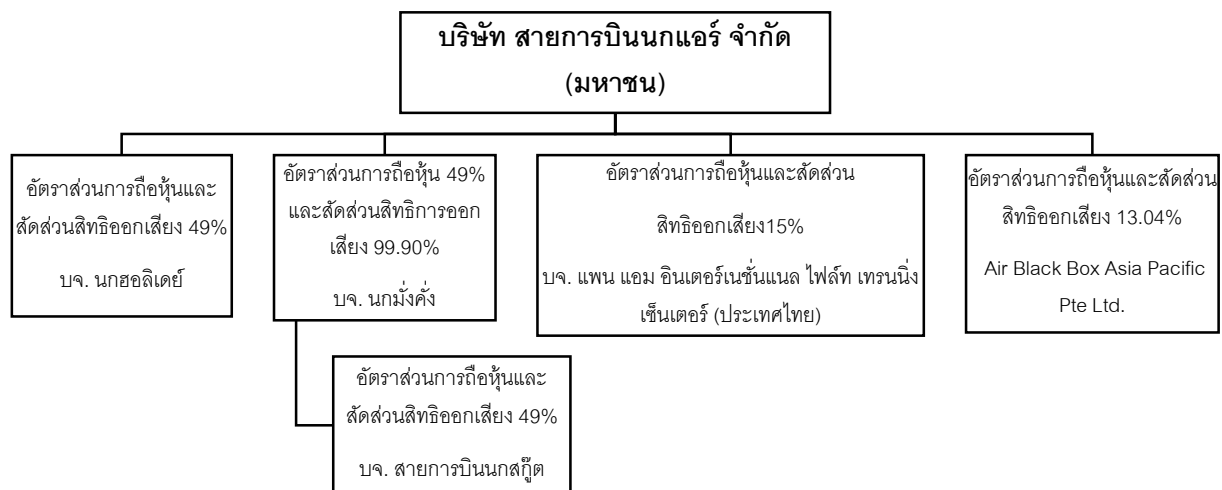 บริษัท สายการบินนกแอร์ จำกัด
(มหาชน)
อัตราส่วนการถือหุ้นและ
สัดส่วนสิทธิออกเสียง 49%
บจ. นกฮอลิเดย์
อัตราส่วนการถือหุ้น 49%
และสัดส่วนสิทธิการออก
เสียง 99.90%
บจ. นกมั่งคั่ง
อัตราส่วนการถือหุ้นและสัดส่วน
สิทธิออกเสียง15%
บจ. แพน แอม อินเตอร์เนชั่นแนล ไฟล์ท เทรนนิ่ง
เซ็นเตอร์ (ประเทศไทย)
อัตราส่วนการถือหุ้นและสัดส่วน
สิทธิออกเสียง 13.04%
Air Black Box Asia Pacific
Pte Ltd.
อัตราส่วนการถือหุ้นและ
สัดส่วนสิทธิออกเสียง 49%
บจ. สายการบินนกสกู๊ต